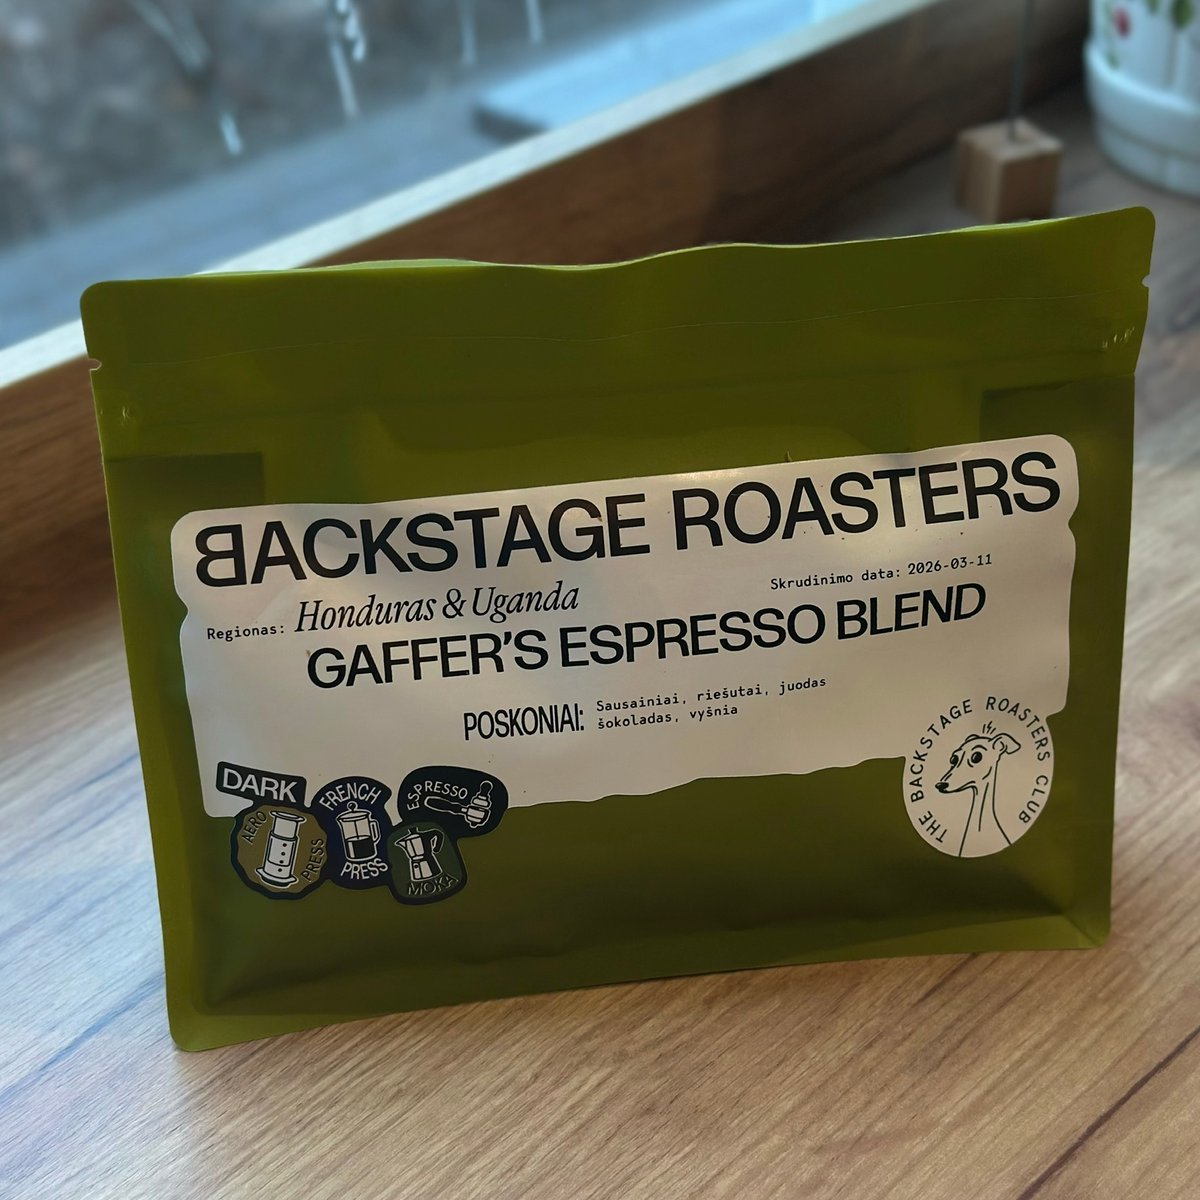 BACKSTAGE ROASTERS
Regionas: Honduras & Uganda
Skrudinimo data: 2026-03-11
GAFFER'S ESPRESSO BLEND
POSKONIAI: Sausainiai, riešutai, juodas
šokoladas, vyšnia
DARK
AERO PRESS
FRENCH PRESS
ESPRESSO
MOKA
THE BACKSTAGE ROASTERS CLUB